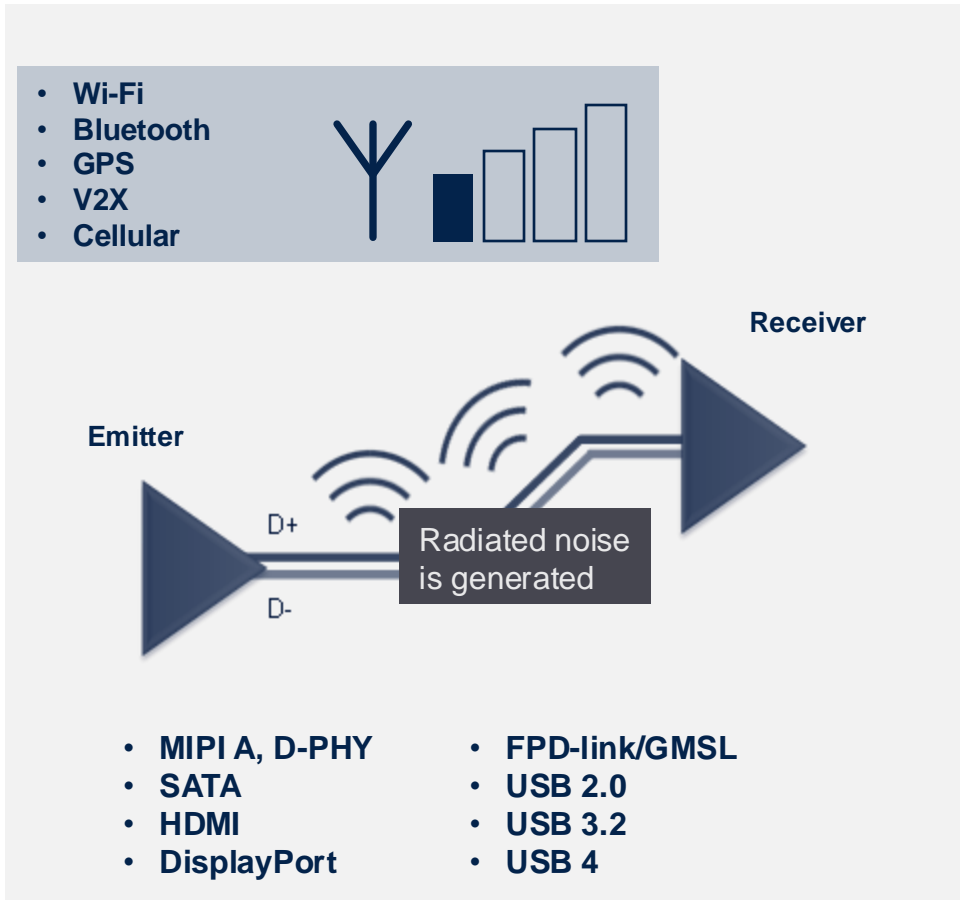 • Wi-Fi
• Bluetooth
• GPS
• V2X
• Cellular
Receiver
Emitter
D+
Radiated noise
is generated
D-
• MIPI A, D-PHY
• SATA
• HDMI
• DisplayPort
• FPD-link/GMSL
• USB 2.0
• USB 3.2
• USB 4